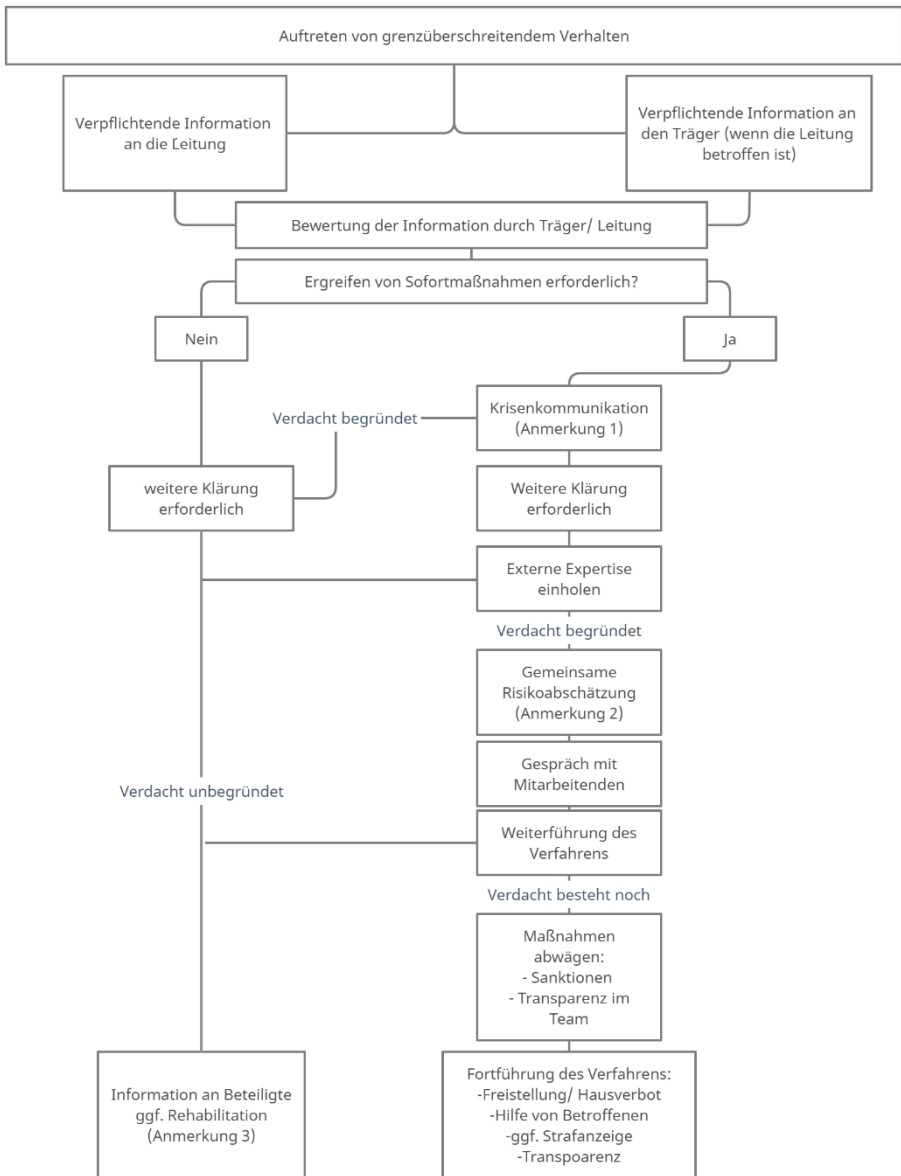 Auftreten von grenzüberschreitendem Verhalten
Verpflichtende Information
an die Leitung
Verpflichtende Information an
den Träger (wenn die Leitung
betroffen ist)
Bewertung der Information durch Träger/ Leitung
Ergreifen von Sofortmaßnahmen erforderlich?
Nein
Ja
Krisenkommunikation
(Anmerkung 1)
Verdacht begründet
weitere Klärung
erforderlich
Weitere Klärung
erforderlich
Externe Expertise
einholen
Verdacht begründet
Gemeinsame
Risikoabschätzung
(Anmerkung 2)
Gespräch mit
Mitarbeitenden
Verdacht unbegründet
Weiterführung des
Verfahrens
Verdacht besteht noch
Maßnahmen
abwägen:
- Sanktionen
- Transparenz im
Team
Information an Beteiligte
ggf. Rehabilitation
(Anmerkung 3)
Fortführung des Verfahrens:
-Freistellung/ Hausverbot
-Hilfe von Betroffenen
-ggf. Strafanzeige
-Transpoarenz